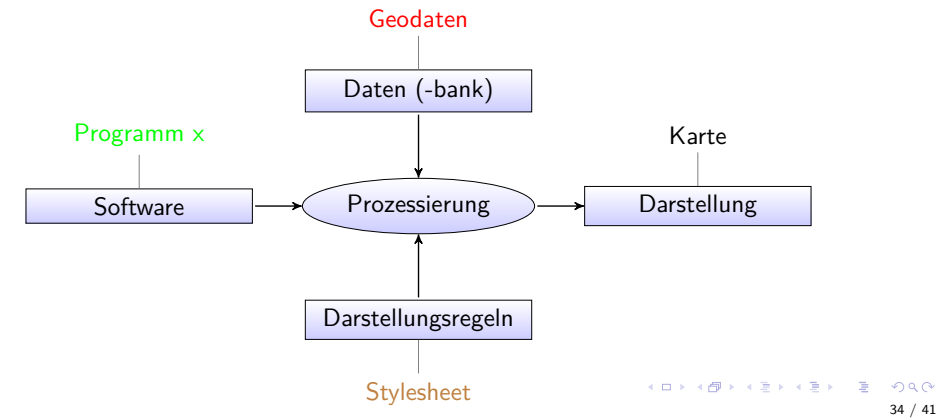 Geodaten
Daten (-bank)
Programm x
Karte
Software
Prozessierung
Darstellung
Darstellungsregeln
Stylesheet
34 / 41